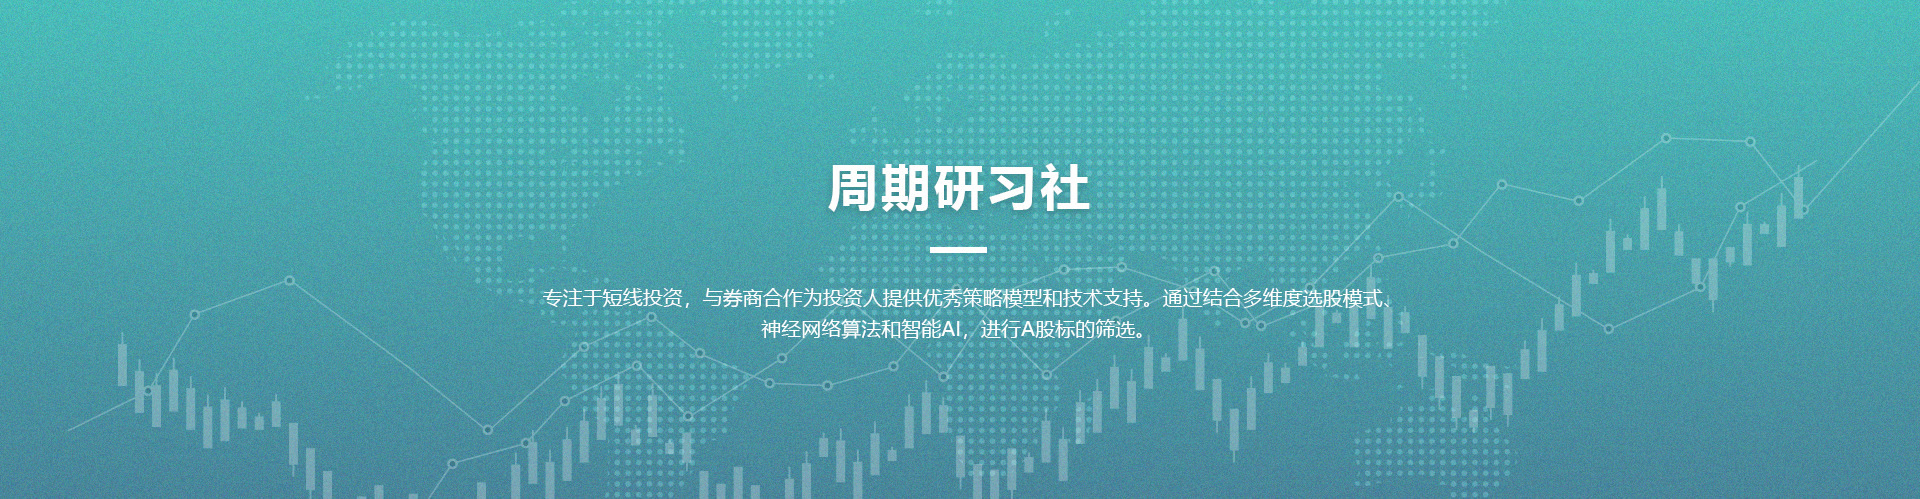 周期研习社
专注于短线投资，与券商合作为投资人提供优秀策略模型和技术支持。通过结合多维度选股模式、
神经网络算法和智能AI，进行A股标的筛选。